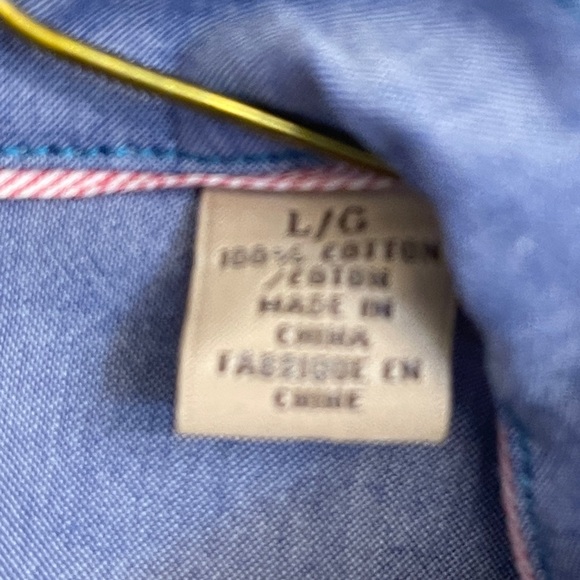 L/G
100% COTTON
/COTON
MADE IN
CHINA
FABRIQUE EN
CHINE